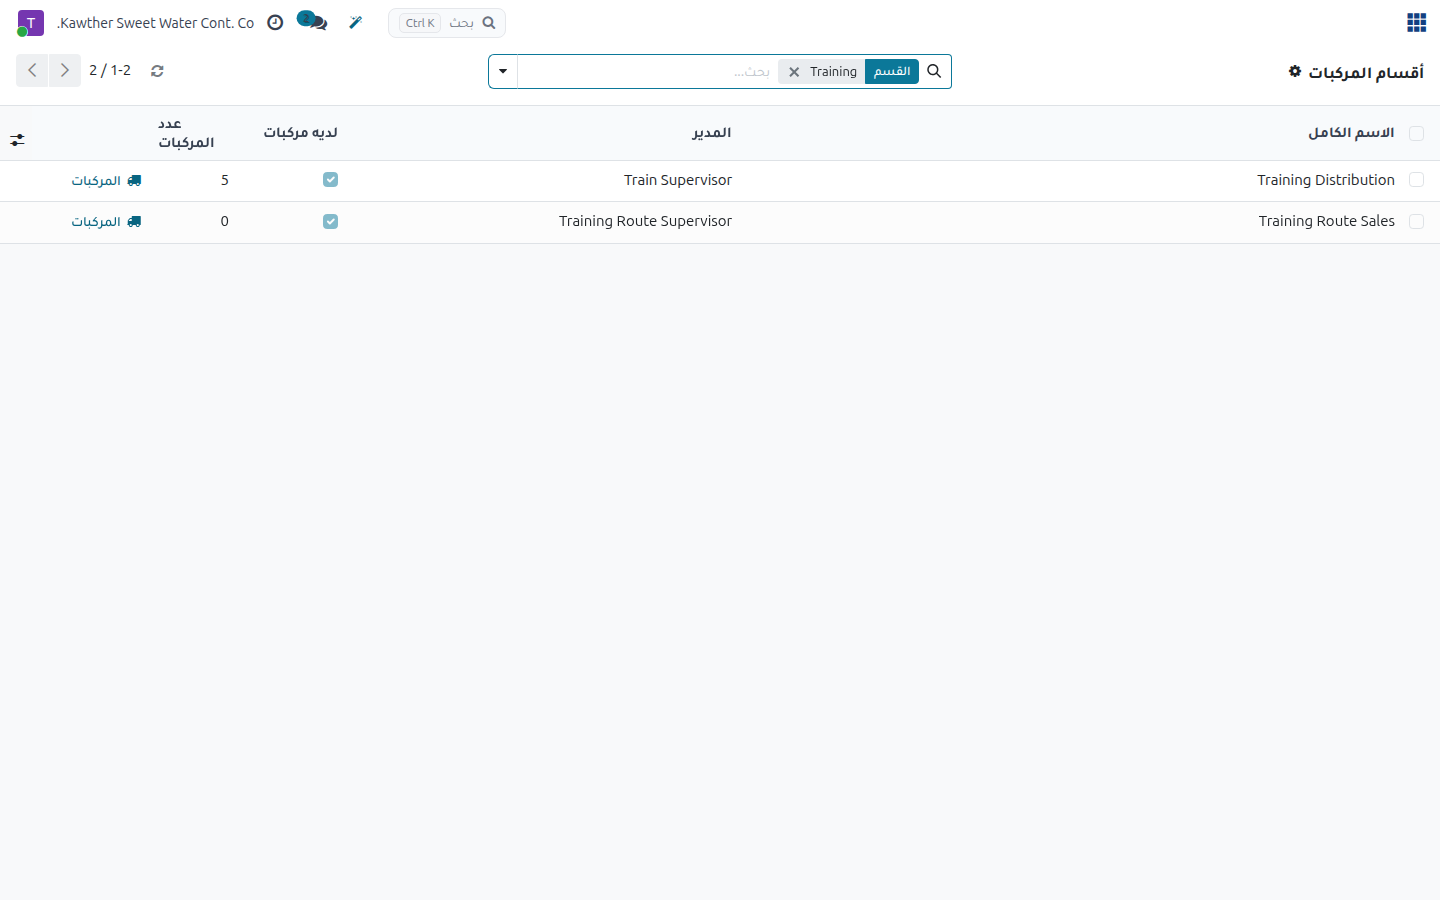 Kawther Sweet Water Cont. Co.
2
بحث Ctrl K
T
أقسام المركبات
القسم Training بحث...
1-2 / 2
الاسم الكامل المدير لديه مركبات عدد المركبات
Training Distribution Train Supervisor 5 المركبات
Training Route Sales Training Route Supervisor 0 المركبات